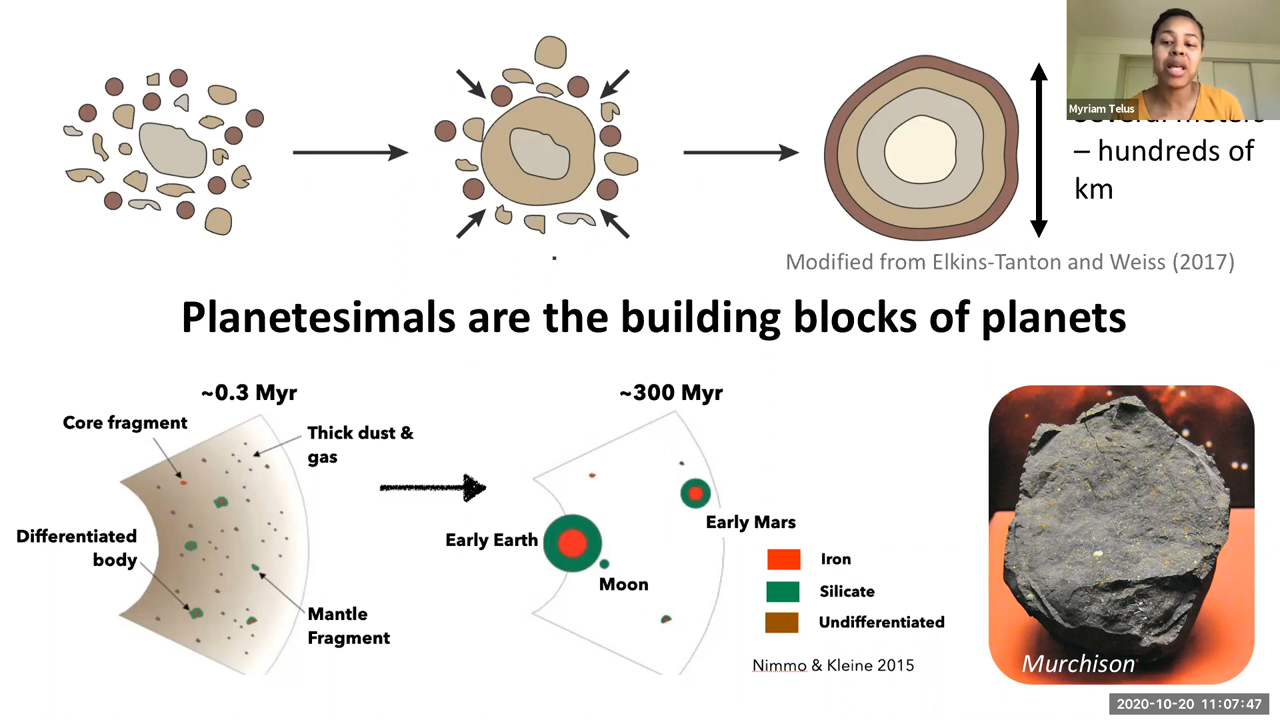 Myriam Telus
– hundreds of
km
Modified from Elkins-Tanton and Weiss (2017)
Planetesimals are the building blocks of planets
~0.3 Myr
~300 Myr
Core fragment
Thick dust &
gas
Differentiated
body
Mantle
Fragment
Early Earth
Moon
Early Mars
Iron
Silicate
Undifferentiated
Nimmo & Kleine 2015
Murchison
2020-10-20 11:07:47